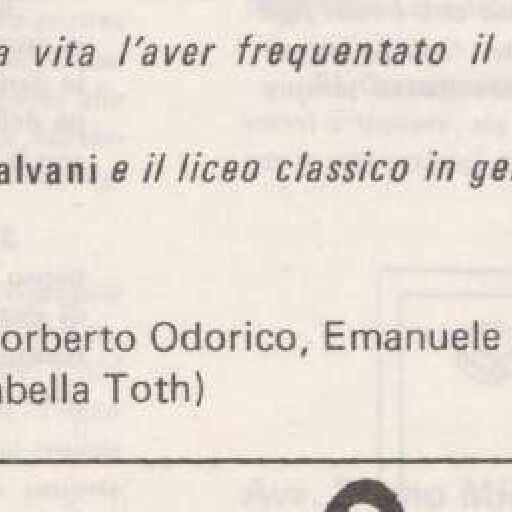 a vita l'aver frequentato il
alvani e il liceo classico in ge
orberto Odorico, Emanuele
abella Toth)